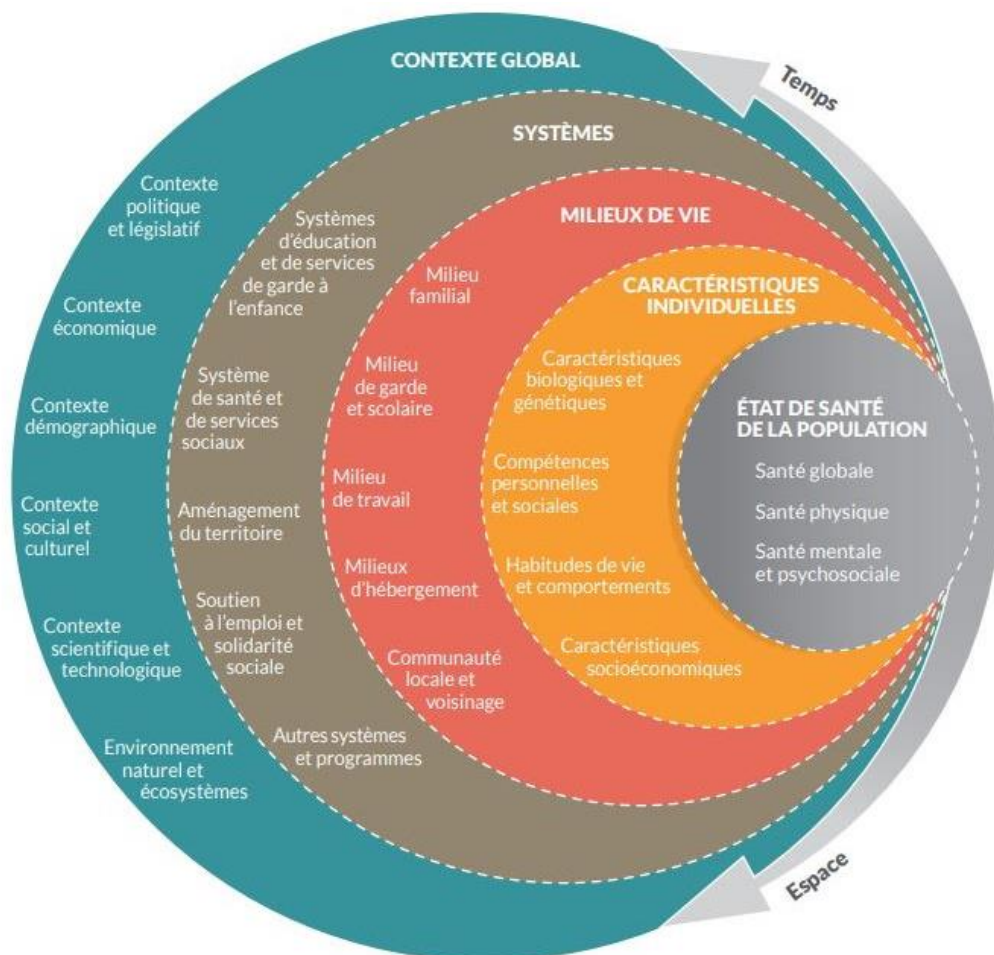 CONTEXTE GLOBAL
Temps
SYSTÈMES
MILIEUX DE VIE
CARACTÉRISTIQUES
INDIVIDUELLES
ÉTAT DE SANTÉ
DE LA POPULATION
Santé globale
Santé physique
Santé mentale
et psychosociale
Contexte
politique
et législatif
Contexte
économique
Contexte
démographique
Contexte
social et
culturel
Contexte
scientifique et
technologique
Environnement
naturel et
écosystèmes
Systèmes
d'éducation
et de services
de garde à
l'enfance
Système
de santé et
de services
sociaux
Aménagement
du territoire
Soutien
à l'emploi et
solidarité
sociale
Autres systèmes
et programmes
Milieu
familial
Milieu
de garde
et scolaire
Milieu
de travail
Milieux
d'hébergement
Communauté
locale et
voisinage
Caractéristiques
biologiques et
génétiques
Compétences
personnelles
et sociales
Habitudes de vie
et comportements
Caractéristiques
socioéconomiques
Espace